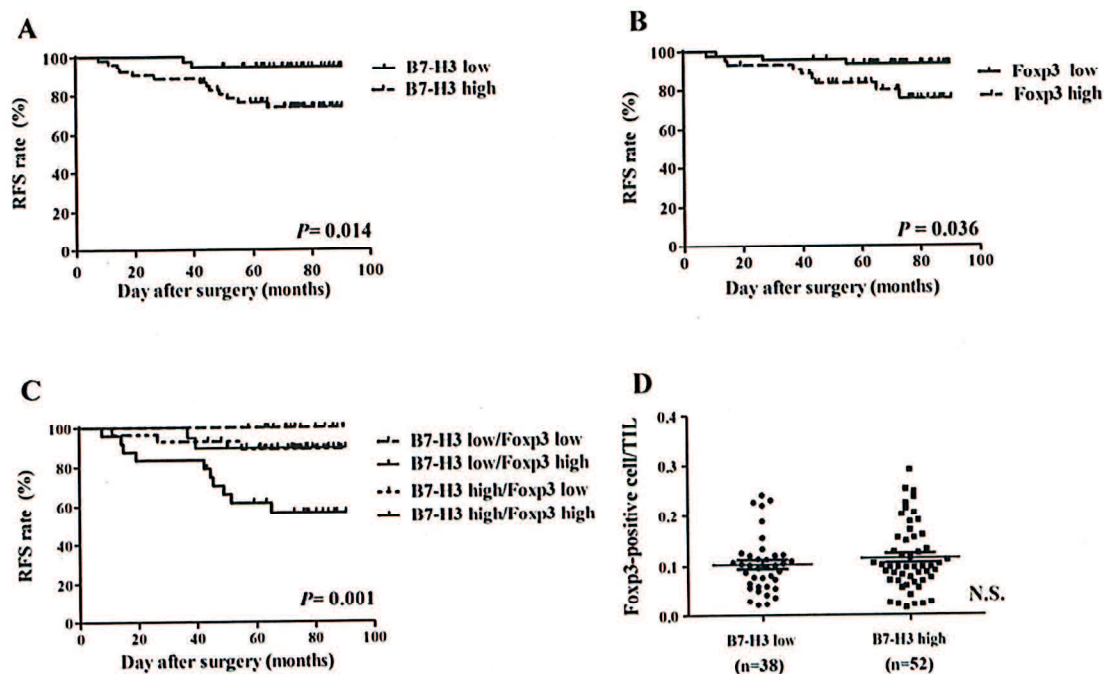 A
100
80
60
40
20
0
RFS rate (%)
B7-H3 low
B7-H3 high
P= 0.014
0 20 40 60 80 100
Day after surgery (months)
B
100
80
60
40
20
0
RFS rate (%)
Foxp3 low
Foxp3 high
P = 0.036
0 20 40 60 80 100
Day after surgery (months)
C
100
80
60
40
20
0
RFS rate (%)
B7-H3 low/Foxp3 low
B7-H3 low/Foxp3 high
B7-H3 high/Foxp3 low
B7-H3 high/Foxp3 high
P= 0.001
0 20 40 60 80 100
Day after surgery (months)
D
0.4
0.3
0.2
0.1
0.0
Foxp3-positive cell/TIL
N.S.
B7-H3 low B7-H3 high
(n=38) (n=52)